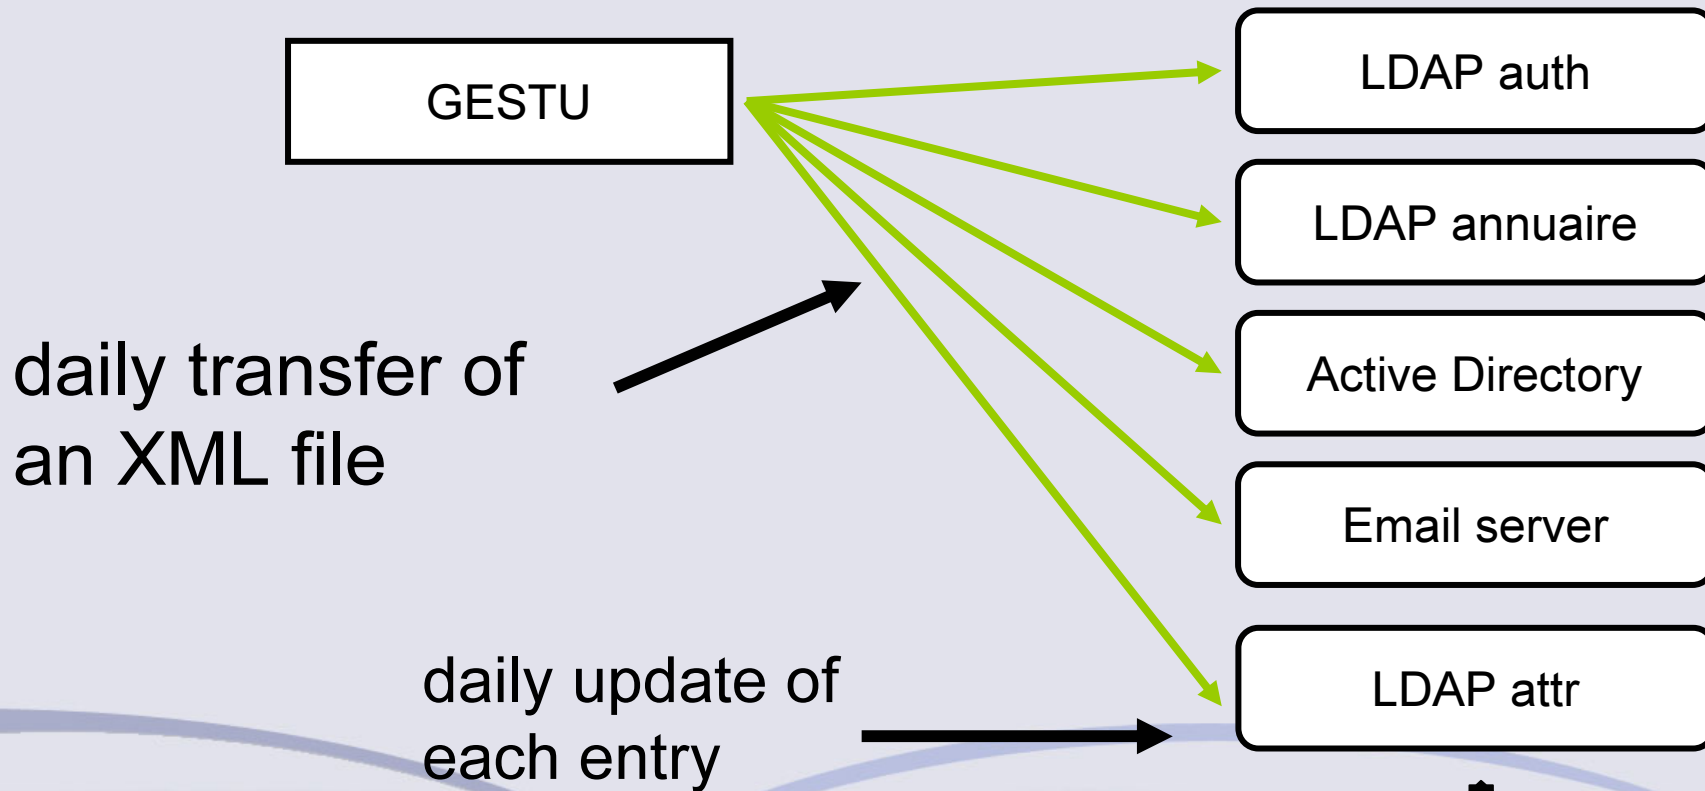 GESTU
LDAP auth
LDAP annuaire
Active Directory
Email server
LDAP attr
daily transfer of
an XML file
daily update of
each entry